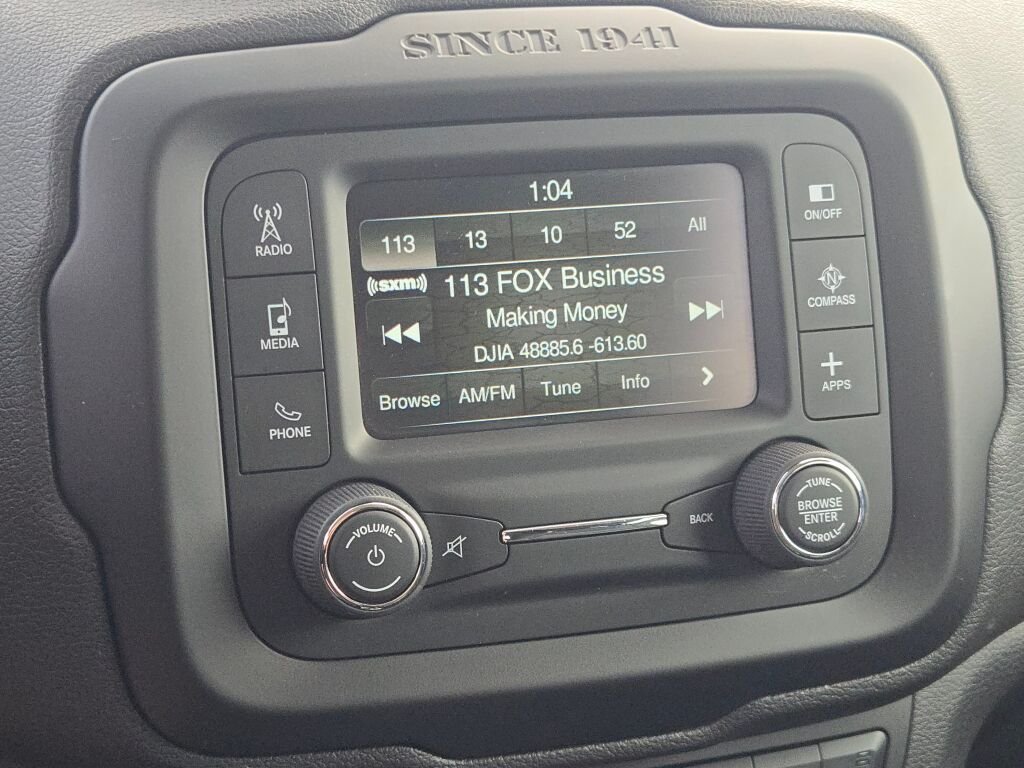 SINCE 1941
1:04
113 13 10 52 All
((sxm)) 113 FOX Business
Making Money
DJIA 48885.6 -613.60
Browse AM/FM Tune Info
RADIO
MEDIA
PHONE
ON/OFF
N
COMPASS
APPS
VOLUME
BACK
TUNE
BROWSE
ENTER
SCROLL